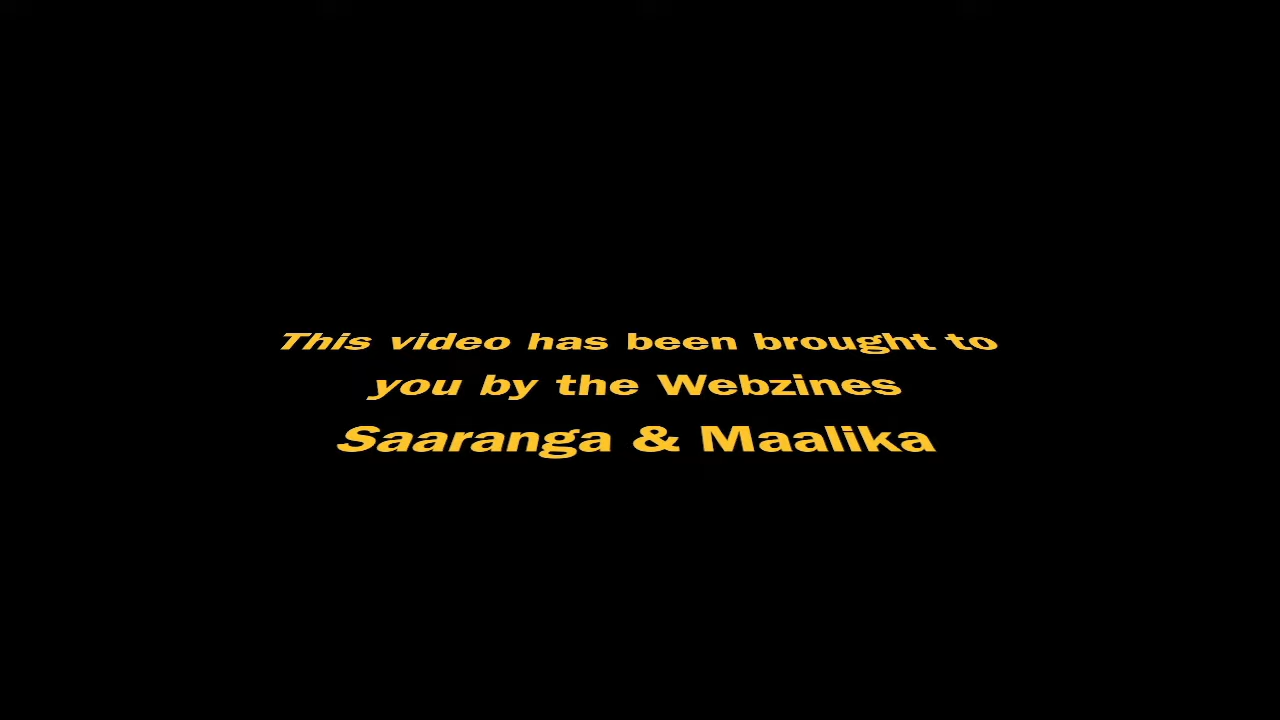 This video has been brought to
you by the Webzines
Saaranga & Maalika